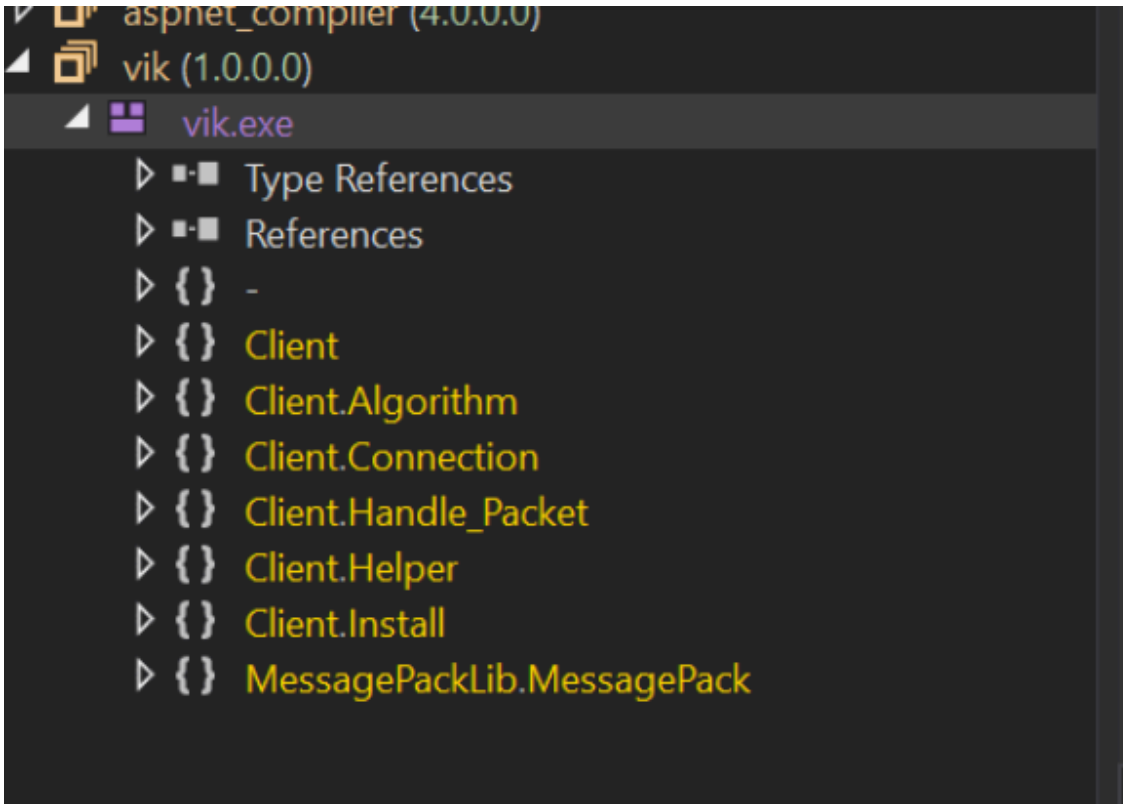 aspnet_compiler (4.0.0.0)
vik (1.0.0.0)
vik.exe
Type References
References
{ } -
{ } Client
{ } Client.Algorithm
{ } Client.Connection
{ } Client.Handle_Packet
{ } Client.Helper
{ } Client.Install
{ } MessagePackLib.MessagePack